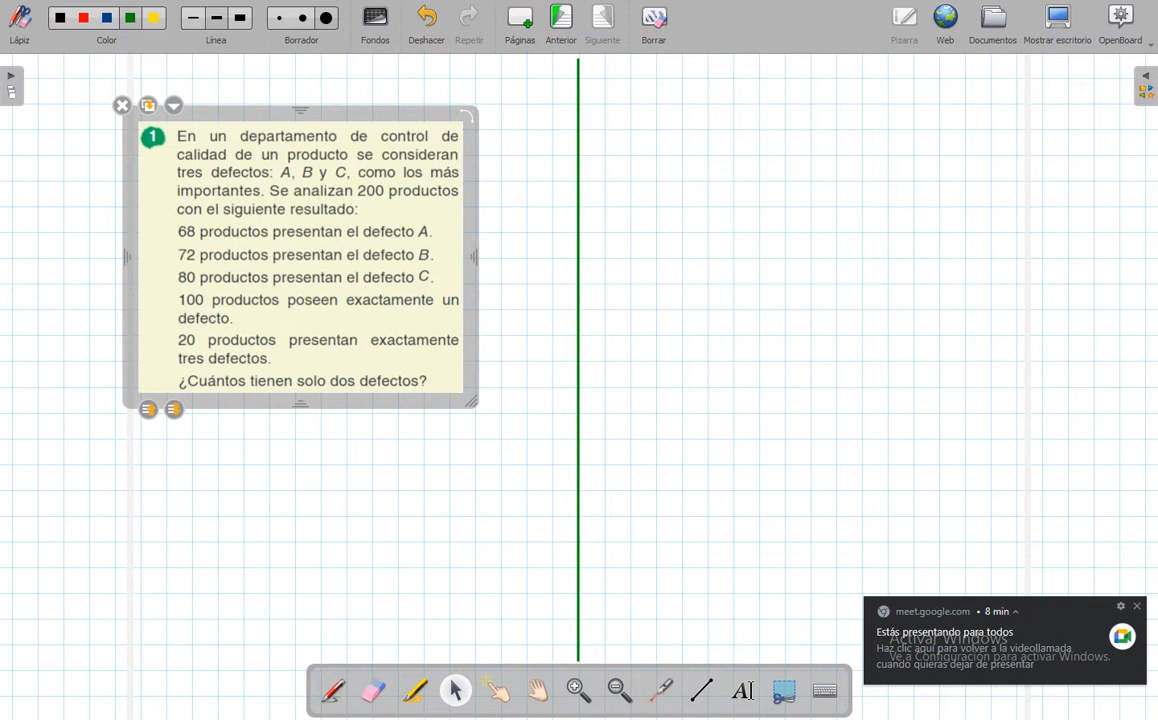 Lápiz
Color
Línea
Borrador
Fondos
Deshacer
Repetir
Páginas
Anterior
Siguiente
Borrar
Pizarra
Web
Documentos
Mostrar escritorio
OpenBoard
1 En un departamento de control de
calidad de un producto se consideran
tres defectos: A, B y C, como los más
importantes. Se analizan 200 productos
con el siguiente resultado:
68 productos presentan el defecto A.
72 productos presentan el defecto B.
80 productos presentan el defecto C.
100 productos poseen exactamente un
defecto.
20 productos presentan exactamente
tres defectos.
¿Cuántos tienen solo dos defectos?
meet.google.com • 8 min
Estás presentando para todos
Activar Windows
Haz clic aquí para volver a la videollamada
Ve a Configuración para activar Windows.
cuando quieras dejar de presentar
AI